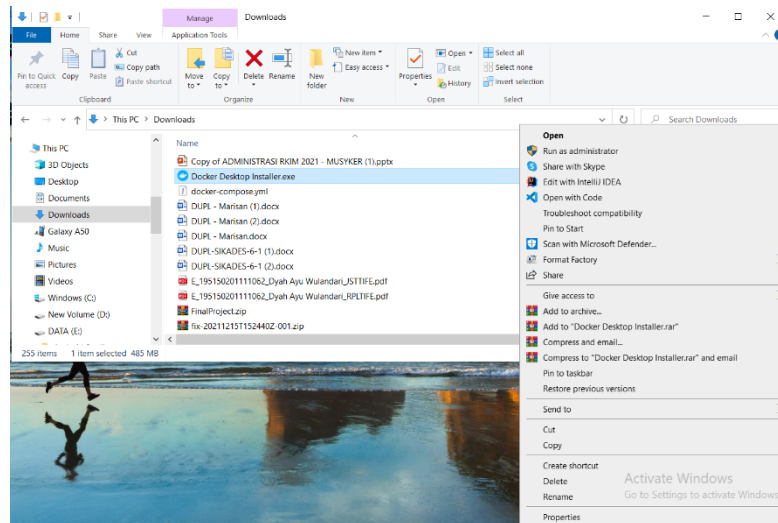 Manage
Downloads
File
Home
Share
View
Application Tools
Pin to Quick access
Copy
Paste
Cut
Copy path
Paste shortcut
Move to
Copy to
Delete
Rename
New folder
New item
Easy access
Properties
Open
Edit
History
Select all
Select none
Invert selection
Clipboard
Organize
New
Open
Select
This PC > Downloads
Search Downloads
This PC
3D Objects
Desktop
Documents
Downloads
Galaxy A50
Music
Pictures
Videos
Windows (C:)
New Volume (D:)
DATA (E:)
Name
Copy of ADMINISTRASI RKIM 2021 - MUSYKER (1).pptx
Docker Desktop Installer.exe
docker-compose.yml
DUPL - Marisan (1).docx
DUPL - Marisan (2).docx
DUPL - Marisan.docx
DUPL-SIKADES-6-1 (1).docx
DUPL-SIKADES-6-1 (2).docx
E_195150201111062_Dyah Ayu Wulandari_JSTTIFE.pdf
E_195150201111062_Dyah Ayu Wulandari_RPLTIFE.pdf
FinalProject.zip
fix-20211215T152440Z-001.zip
255 items
1 item selected 485 MB
Open
Run as administrator
Share with Skype
Edit with IntelliJ IDEA
Open with Code
Troubleshoot compatibility
Pin to Start
Scan with Microsoft Defender...
Format Factory
Share
Give access to
Add to archive...
Add to "Docker Desktop Installer.rar"
Compress and email...
Compress to "Docker Desktop Installer.rar" and email
Pin to taskbar
Restore previous versions
Send to
Cut
Copy
Create shortcut
Delete
Rename
Properties
Activate Windows
Go to Settings to activate Windows